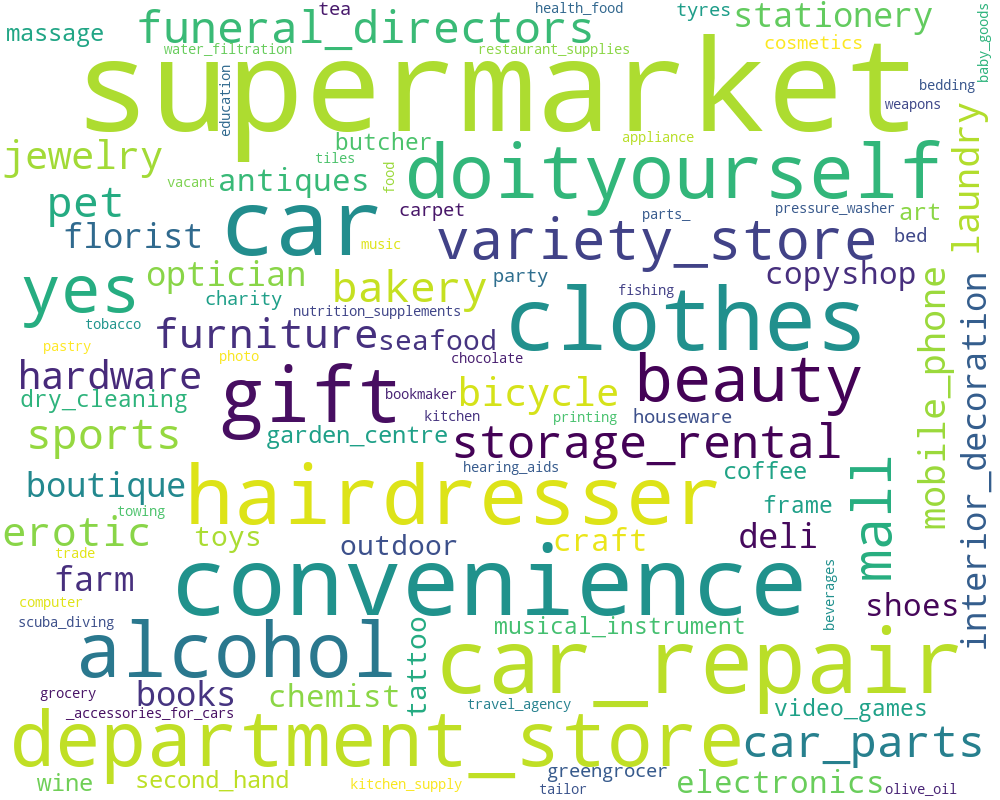 tea
health_food
tyres
stationery
baby_goods
massage
funeral_directors
water_filtration
restaurant_supplies
cosmetics
supermarket
education
bedding
weapons
jewelry
butcher
appliance
tiles
doityourself
laundry
vacant
antiques
food
pet
car
carpet
parts_
pressure_washer
art
florist
music
variety_store
bed
yes
optician
bakery
party
copyshop
charity
nutrition_supplements
fishing
clothes
mobile_phone
interior_decoration
tobacco
furniture
seafood
pastry
photo
chocolate
hardware
gift
bookmaker
bicycle
beauty
dry_cleaning
kitchen
printing
houseware
sports
garden_centre
storage_rental
boutique
hearing_aids
coffee
mall
hairdresser
towing
frame
erotic
toys
outdoor
craft
deli
trade
farm
convenience
beverages
computer
shoes
scuba_diving
alcohol
tattoo
musical_instrument
car_repair
grocery
books
chemist
_accessories_for_cars
travel_agency
video_games
department_store
car_parts
wine
second_hand
kitchen_supply
greengrocer
tailor
electronics
olive_oil